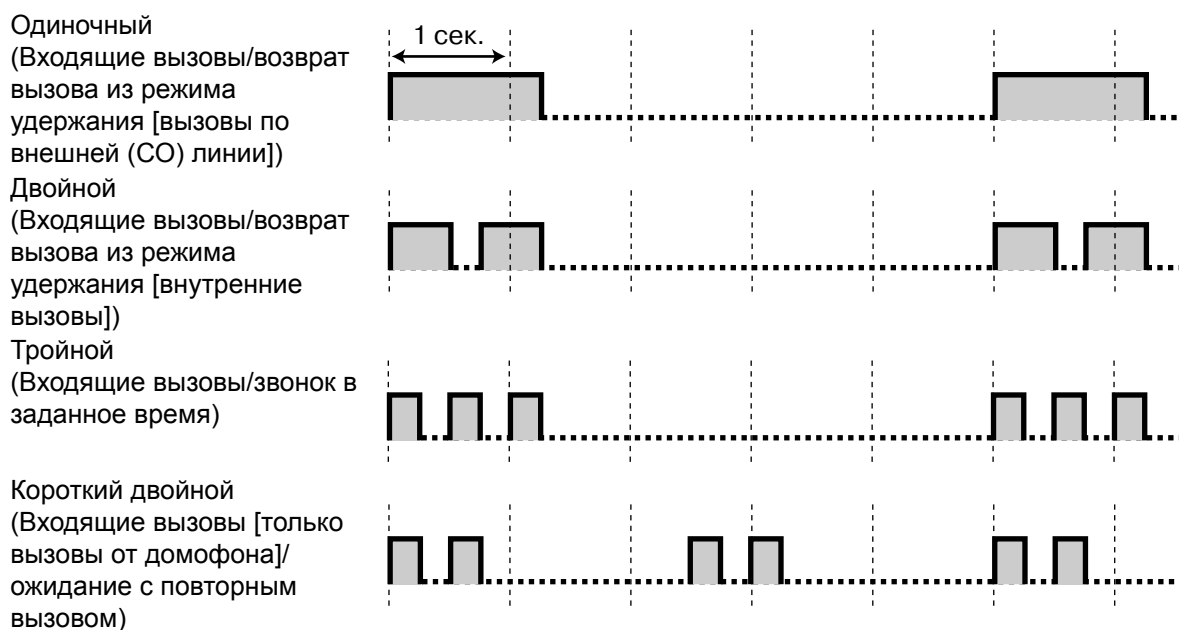 Одиночный
(Входящие вызовы/возврат
вызова из режима
удержания [вызовы по
внешней (СО) линии])
1 сек.
Двойной
(Входящие вызовы/возврат
вызова из режима
удержания [внутренние
вызовы])
Тройной
(Входящие вызовы/звонок в
заданное время)
Короткий двойной
(Входящие вызовы [только
вызовы от домофона]/
ожидание с повторным
вызовом)